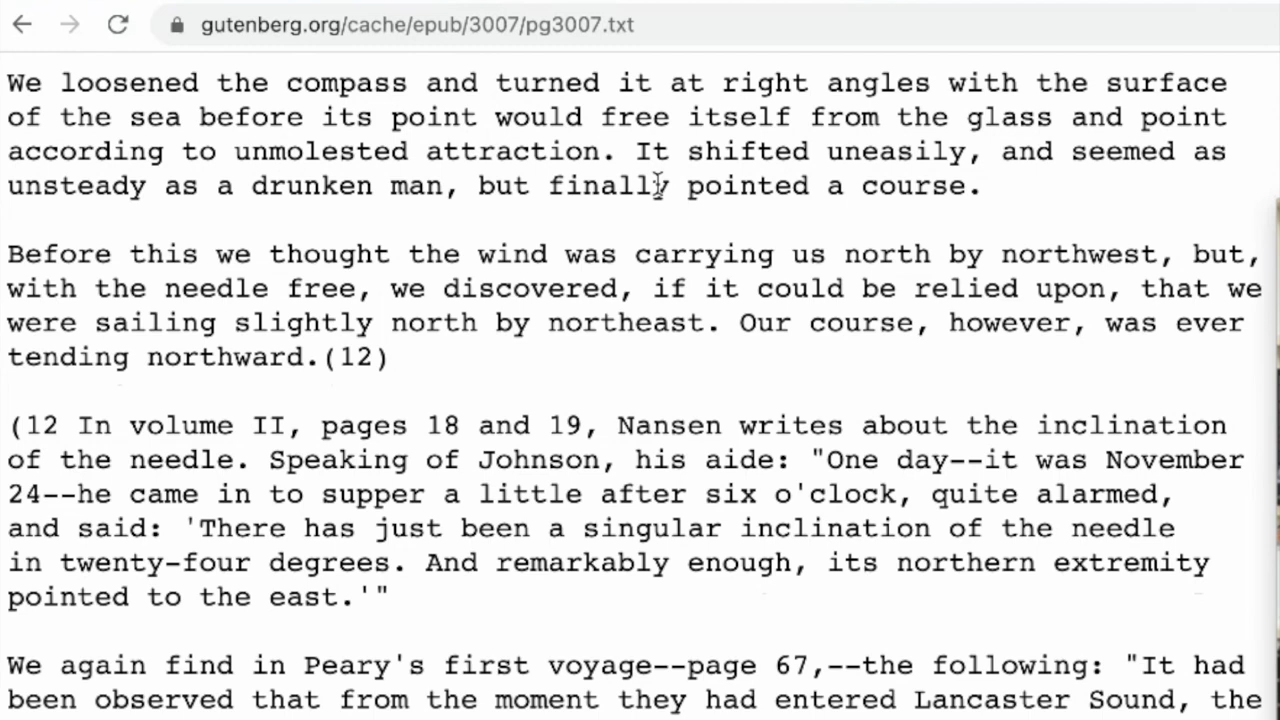 gutenberg.org/cache/epub/3007/pg3007.txt
We loosened the compass and turned it at right angles with the surface
of the sea before its point would free itself from the glass and point
according to unmolested attraction. It shifted uneasily, and seemed as
unsteady as a drunken man, but finally pointed a course.
Before this we thought the wind was carrying us north by northwest, but,
with the needle free, we discovered, if it could be relied upon, that we
were sailing slightly north by northeast. Our course, however, was ever
tending northward.(12)
(12 In volume II, pages 18 and 19, Nansen writes about the inclination
of the needle. Speaking of Johnson, his aide: "One day--it was November
24--he came in to supper a little after six o'clock, quite alarmed,
and said: 'There has just been a singular inclination of the needle
in twenty-four degrees. And remarkably enough, its northern extremity
pointed to the east.'"
We again find in Peary's first voyage--page 67,--the following: "It had
been observed that from the moment they had entered Lancaster Sound, the